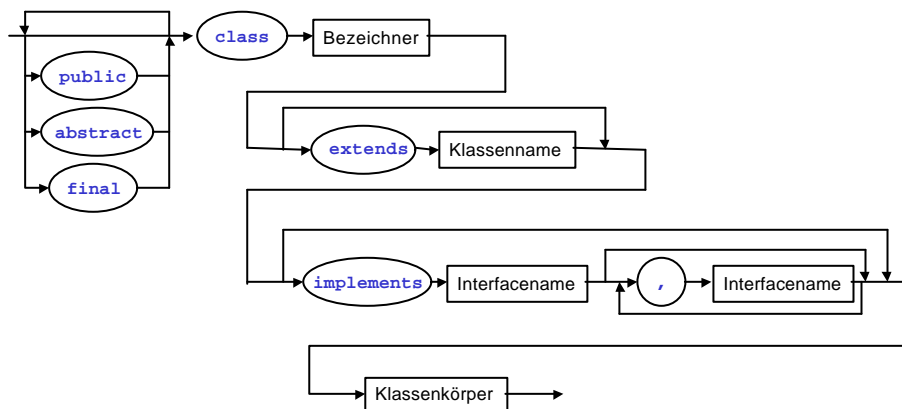 class Bezeichner
public
abstract
extends Klassenname
final
implements Interfacename , Interfacename
Klassenkörper